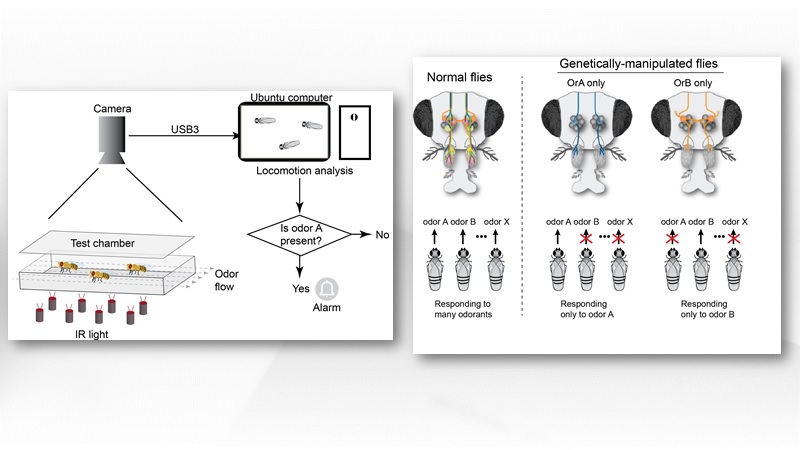 Camera
USB3
Ubuntu computer
Locomotion analysis
Test chamber
Odor
flow
IR light
Is odor A
present?
No
Yes
Alarm
Genetically-manipulated flies
Normal flies
OrA only
OrB only
odor A odor B odor X
odor A odor B odor X
odor A odor B odor X
Responding to
many odorants
Responding
only to odor A
Responding
only to odor B